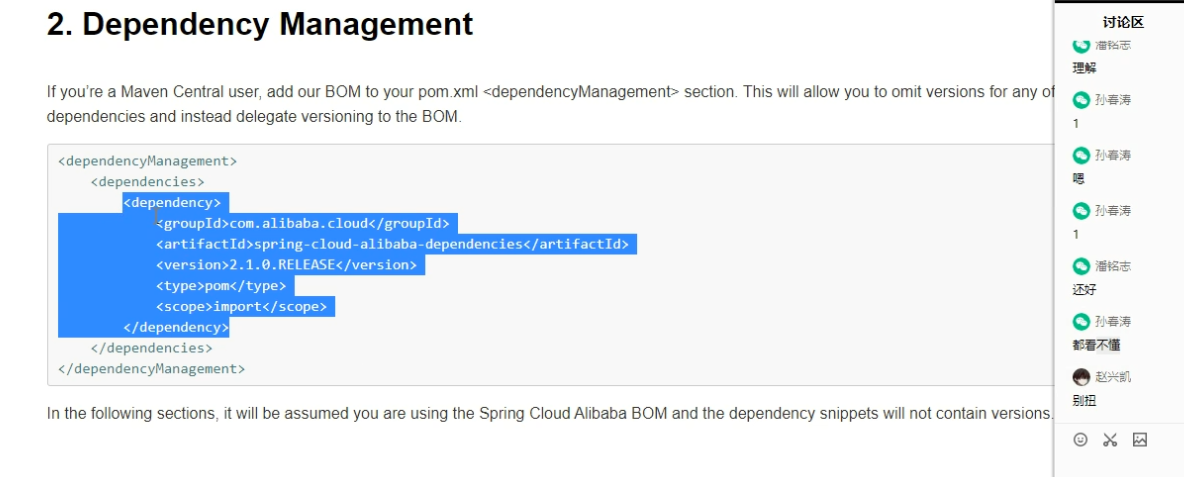 2. Dependency Management
If you're a Maven Central user, add our BOM to your pom.xml <dependencyManagement> section. This will allow you to omit versions for any of
dependencies and instead delegate versioning to the BOM.
<dependencyManagement>
<dependencies>
<dependency>
<groupId>com.alibaba.cloud</groupId>
<artifactId>spring-cloud-alibaba-dependencies</artifactId>
<version>2.1.0.RELEASE</version>
<type>pom</type>
<scope>import</scope>
</dependency>
</dependencies>
</dependencyManagement>
In the following sections, it will be assumed you are using the Spring Cloud Alibaba BOM and the dependency snippets will not contain versions.
讨论区
潘铭志
理解
孙春涛
1
孙春涛
嗯
孙春涛
1
潘铭志
还好
孙春涛
都看不懂
赵兴凯
别扭